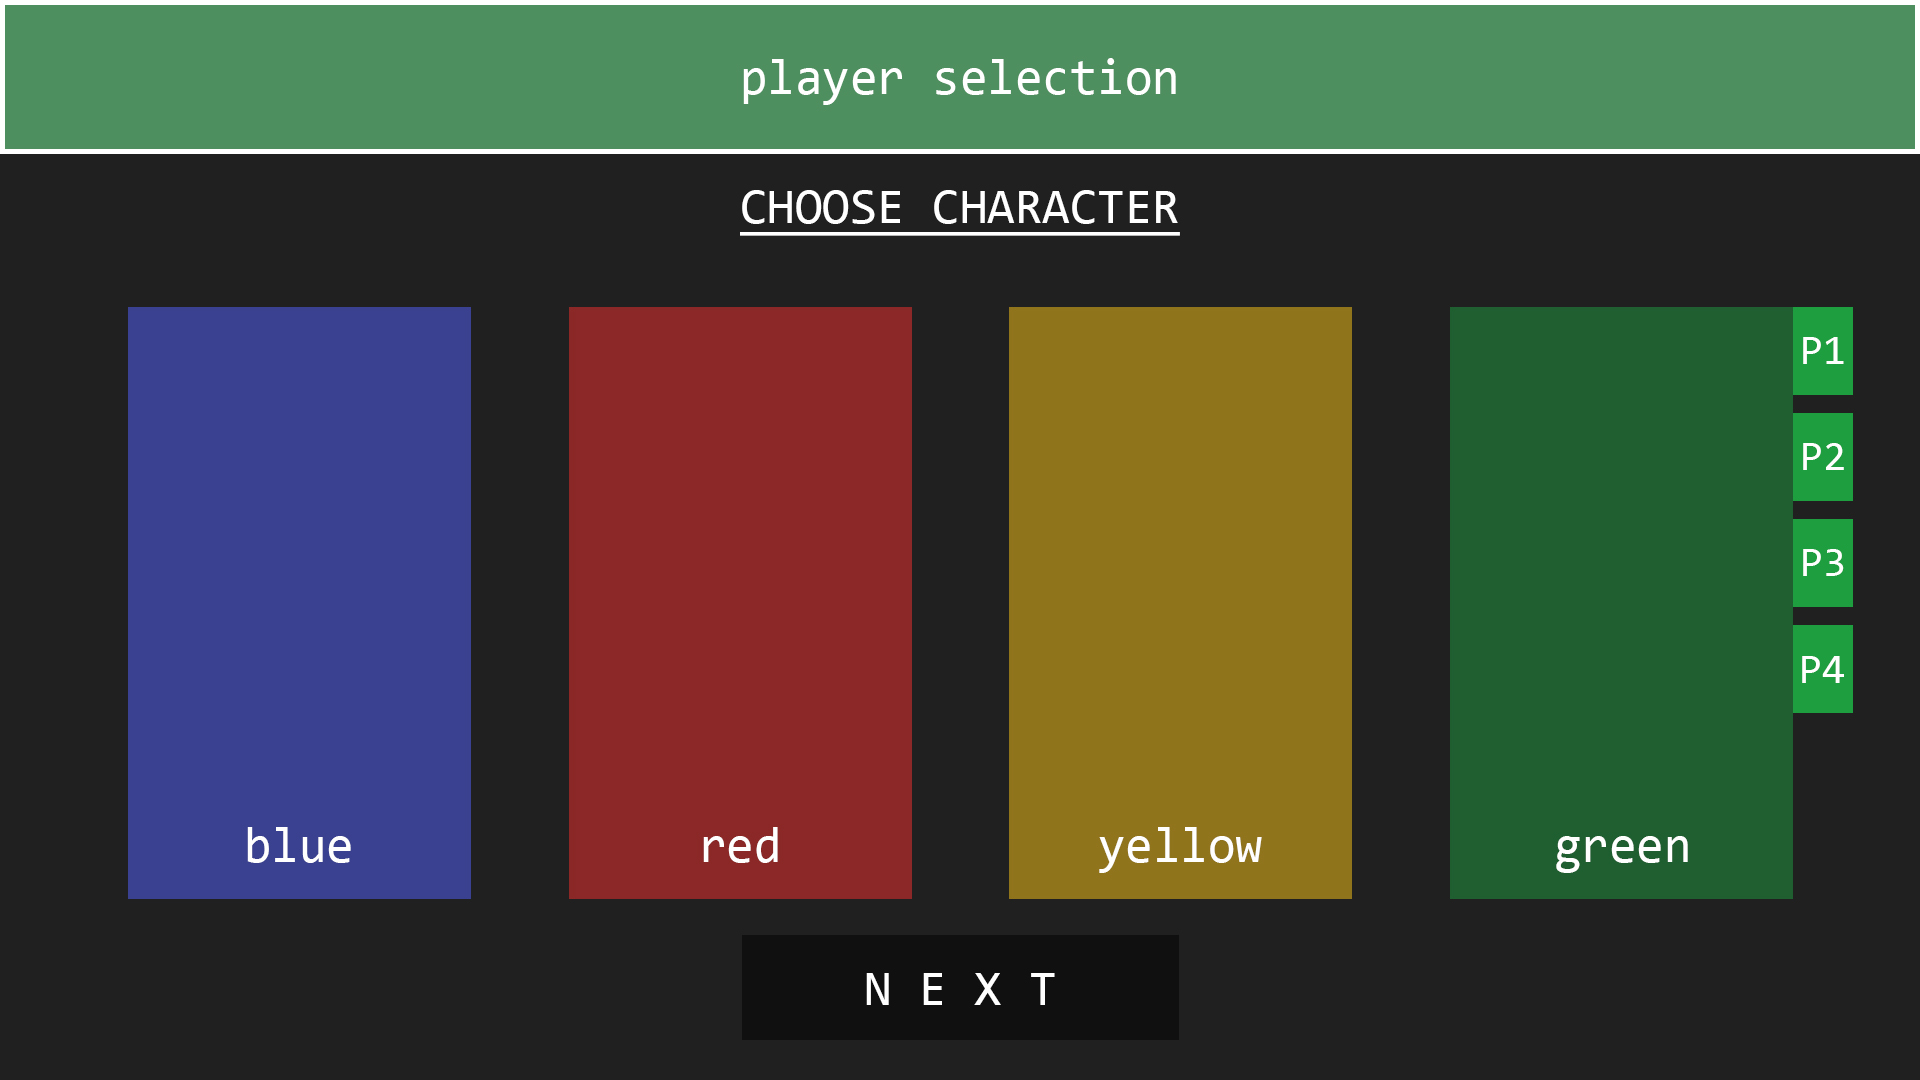 player selection
CHOOSE CHARACTER
P1
P2
P3
P4
blue red yellow green
N E X T